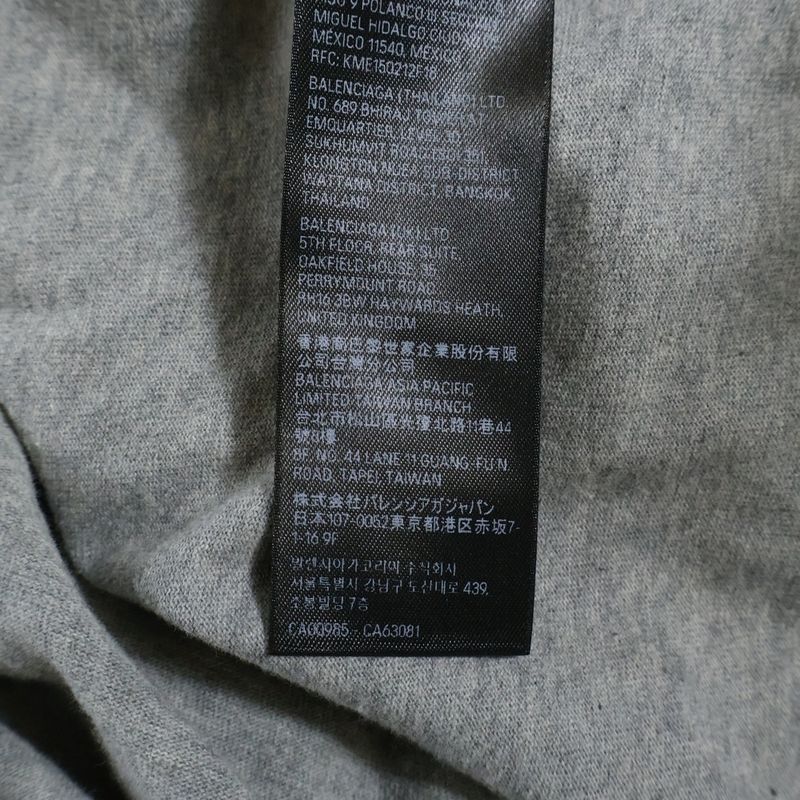 9 POLANCO III SECCION
MIGUEL HIDALGO CIUDAD
MÉXICO 11540, MÉXICO
RFC: KME150212F16
BALENCIAGA (THAILAND) LTD
NO. 689 BHIRAJ TOWER AT
EMQUARTIER, LEVEL 30,
SUKHUMVIT ROAD (SOI 35)
KLONGTON NUEA SUB-DISTRICT
WATTANA DISTRICT, BANGKOK,
THAILAND
BALENCIAGA (UK) LTD
5TH FLOOR, REAR SUITE,
OAKFIELD HOUSE, 35
PERRYMOUNT ROAD
RH16 3BW HAYWARDS HEATH,
UNITED KINGDOM
香港商巴黎世家企業股份有限
公司台灣分公司
BALENCIAGA ASIA PACIFIC
LIMITED TAIWAN BRANCH
台北市松山區光復北路11巷44
號8樓
8F NO. 44 LANE 11 GUANG-FU N.
ROAD, TAIPEI, TAIWAN
株式会社バレンシアガジャパン
日本107-0052東京都港区赤坂7-
1-16 9F
발렌시아가코리아 주식회사
서울특별시 강남구 도산대로 439,
7층
CA00985 - CA63081